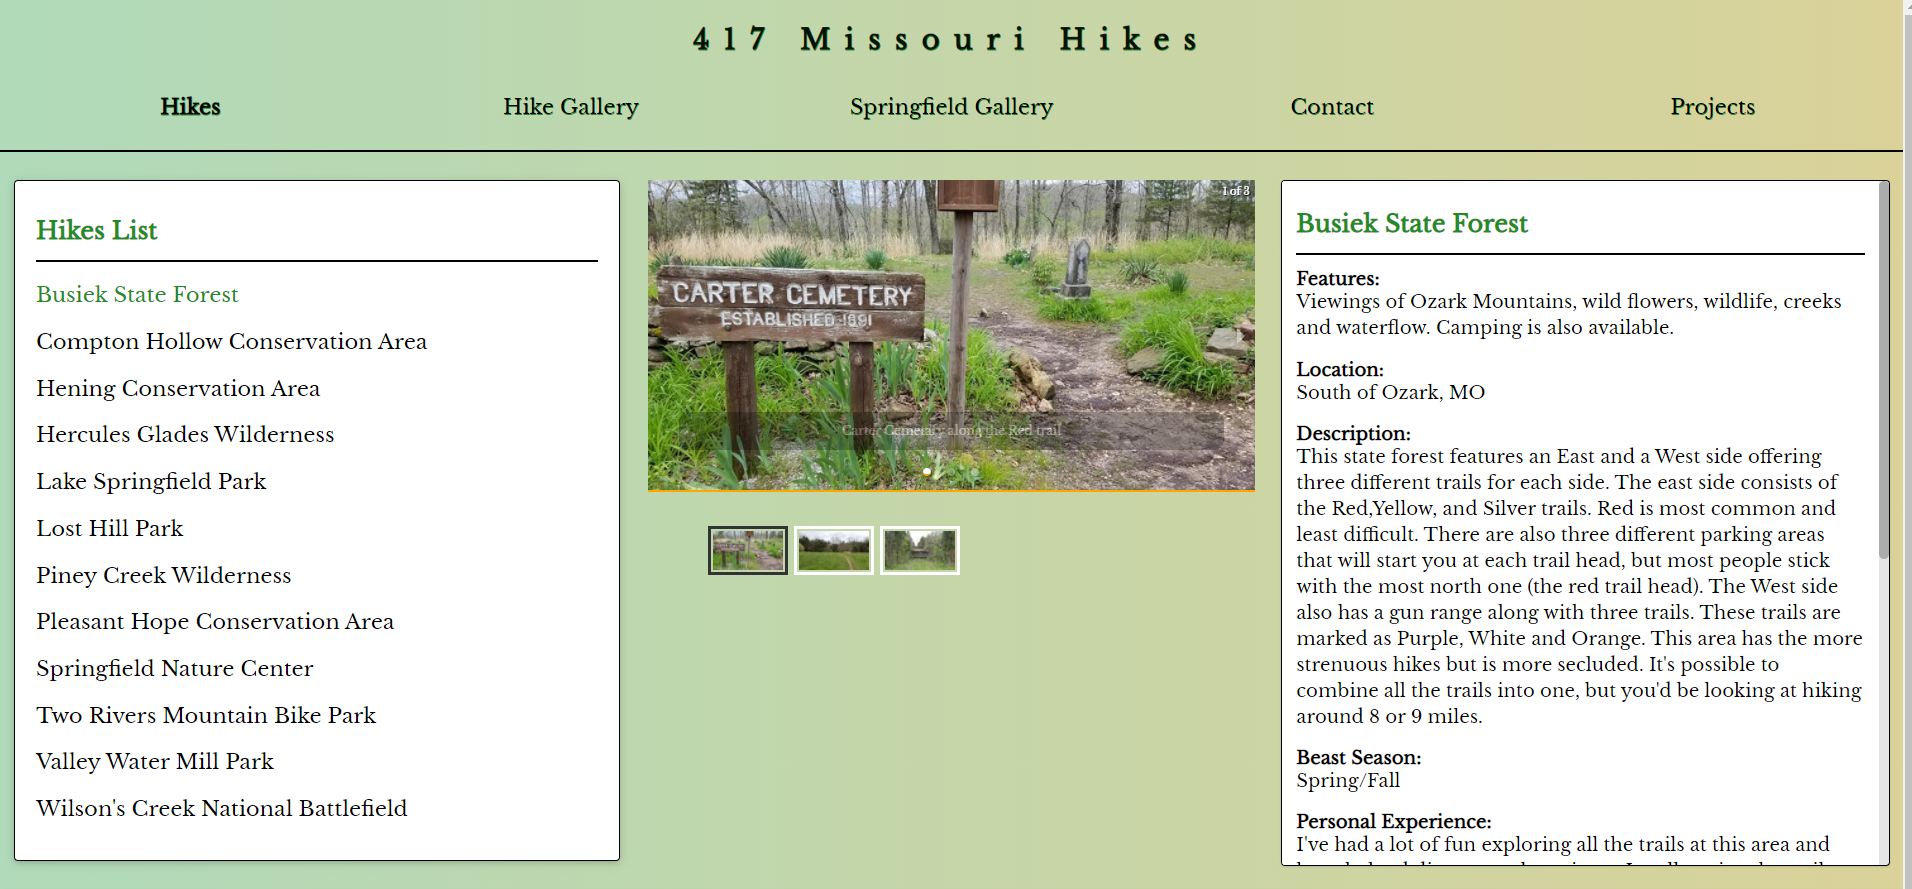 417 Missouri Hikes
Hikes
Hike Gallery
Springfield Gallery
Contact
Projects
Hikes List
Busiek State Forest
Compton Hollow Conservation Area
Hening Conservation Area
Hercules Glades Wilderness
Lake Springfield Park
Lost Hill Park
Piney Creek Wilderness
Pleasant Hope Conservation Area
Springfield Nature Center
Two Rivers Mountain Bike Park
Valley Water Mill Park
Wilson's Creek National Battlefield
1 of 3
CARTER CEMETERY
ESTABLISHED 1891
Carter Cemetary along the Red trail
Busiek State Forest
Features:
Viewings of Ozark Mountains, wild flowers, wildlife, creeks
and waterflow. Camping is also available.
Location:
South of Ozark, MO
Description:
This state forest features an East and a West side offering
three different trails for each side. The east side consists of
the Red,Yellow, and Silver trails. Red is most common and
least difficult. There are also three different parking areas
that will start you at each trail head, but most people stick
with the most north one (the red trail head). The West side
also has a gun range along with three trails. These trails are
marked as Purple, White and Orange. This area has the more
strenuous hikes but is more secluded. It's possible to
combine all the trails into one, but you'd be looking at hiking
around 8 or 9 miles.
Beast Season:
Spring/Fall
Personal Experience:
I've had a lot of fun exploring all the trails at this area and